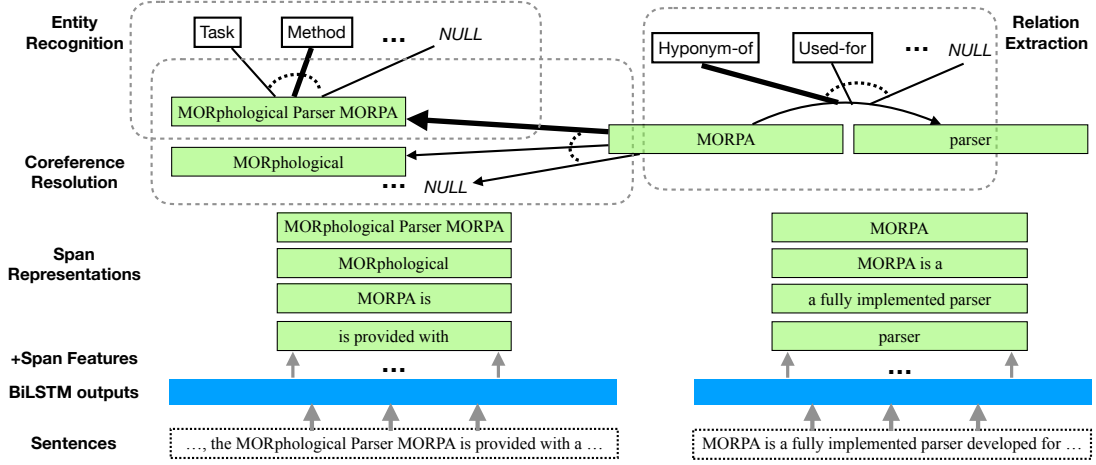 Entity
Recognition
Task
Method
...
NULL
Hyponym-of
Used-for
...
NULL
Relation
Extraction
MORphological Parser MORPA
MORPA
parser
Coreference
Resolution
MORphological
...
NULL
Span
Representations
MORphological Parser MORPA
MORphological
MORPA is
is provided with
MORPA
MORPA is a
a fully implemented parser
parser
+Span Features
...
...
BiLSTM outputs
Sentences
..., the MORphological Parser MORPA is provided with a ...
MORPA is a fully implemented parser developed for ...